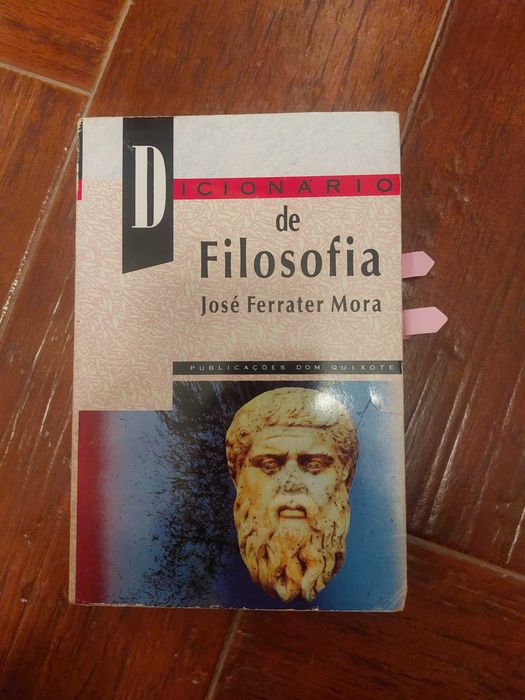 DICIONÁRIO
de
Filosofia
José Ferrater Mora
PUBLICAÇÕES DOM QUIXOTE